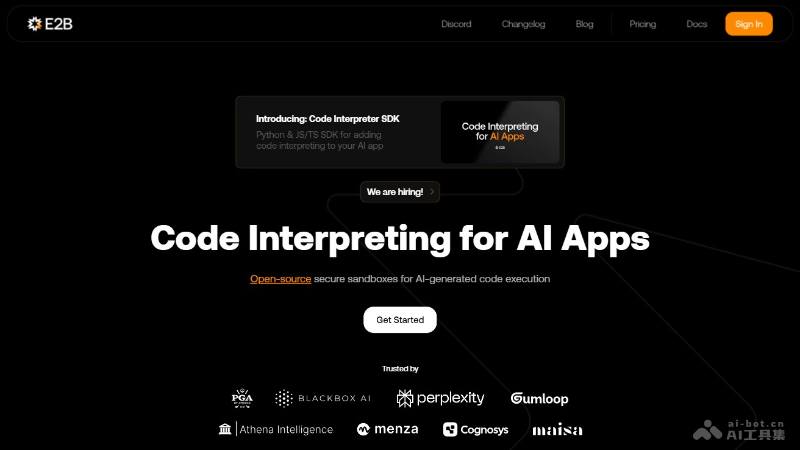 E2B
Discord
Changelog
Blog
Pricing
Docs
Sign In
Introducing: Code Interpreter SDK
Python & JS/TS SDK for adding
code interpreting to your AI app
Code Interpreting
for AI Apps
We are hiring!
Code Interpreting for AI Apps
Open-source secure sandboxes for AI-generated code execution
Get Started
Trusted by
PGA
BLACKBOX AI
perplexity
Gumloop
Athena Intelligence
menza
Cognosys
maisa
ai-bot.cn
AI工具集